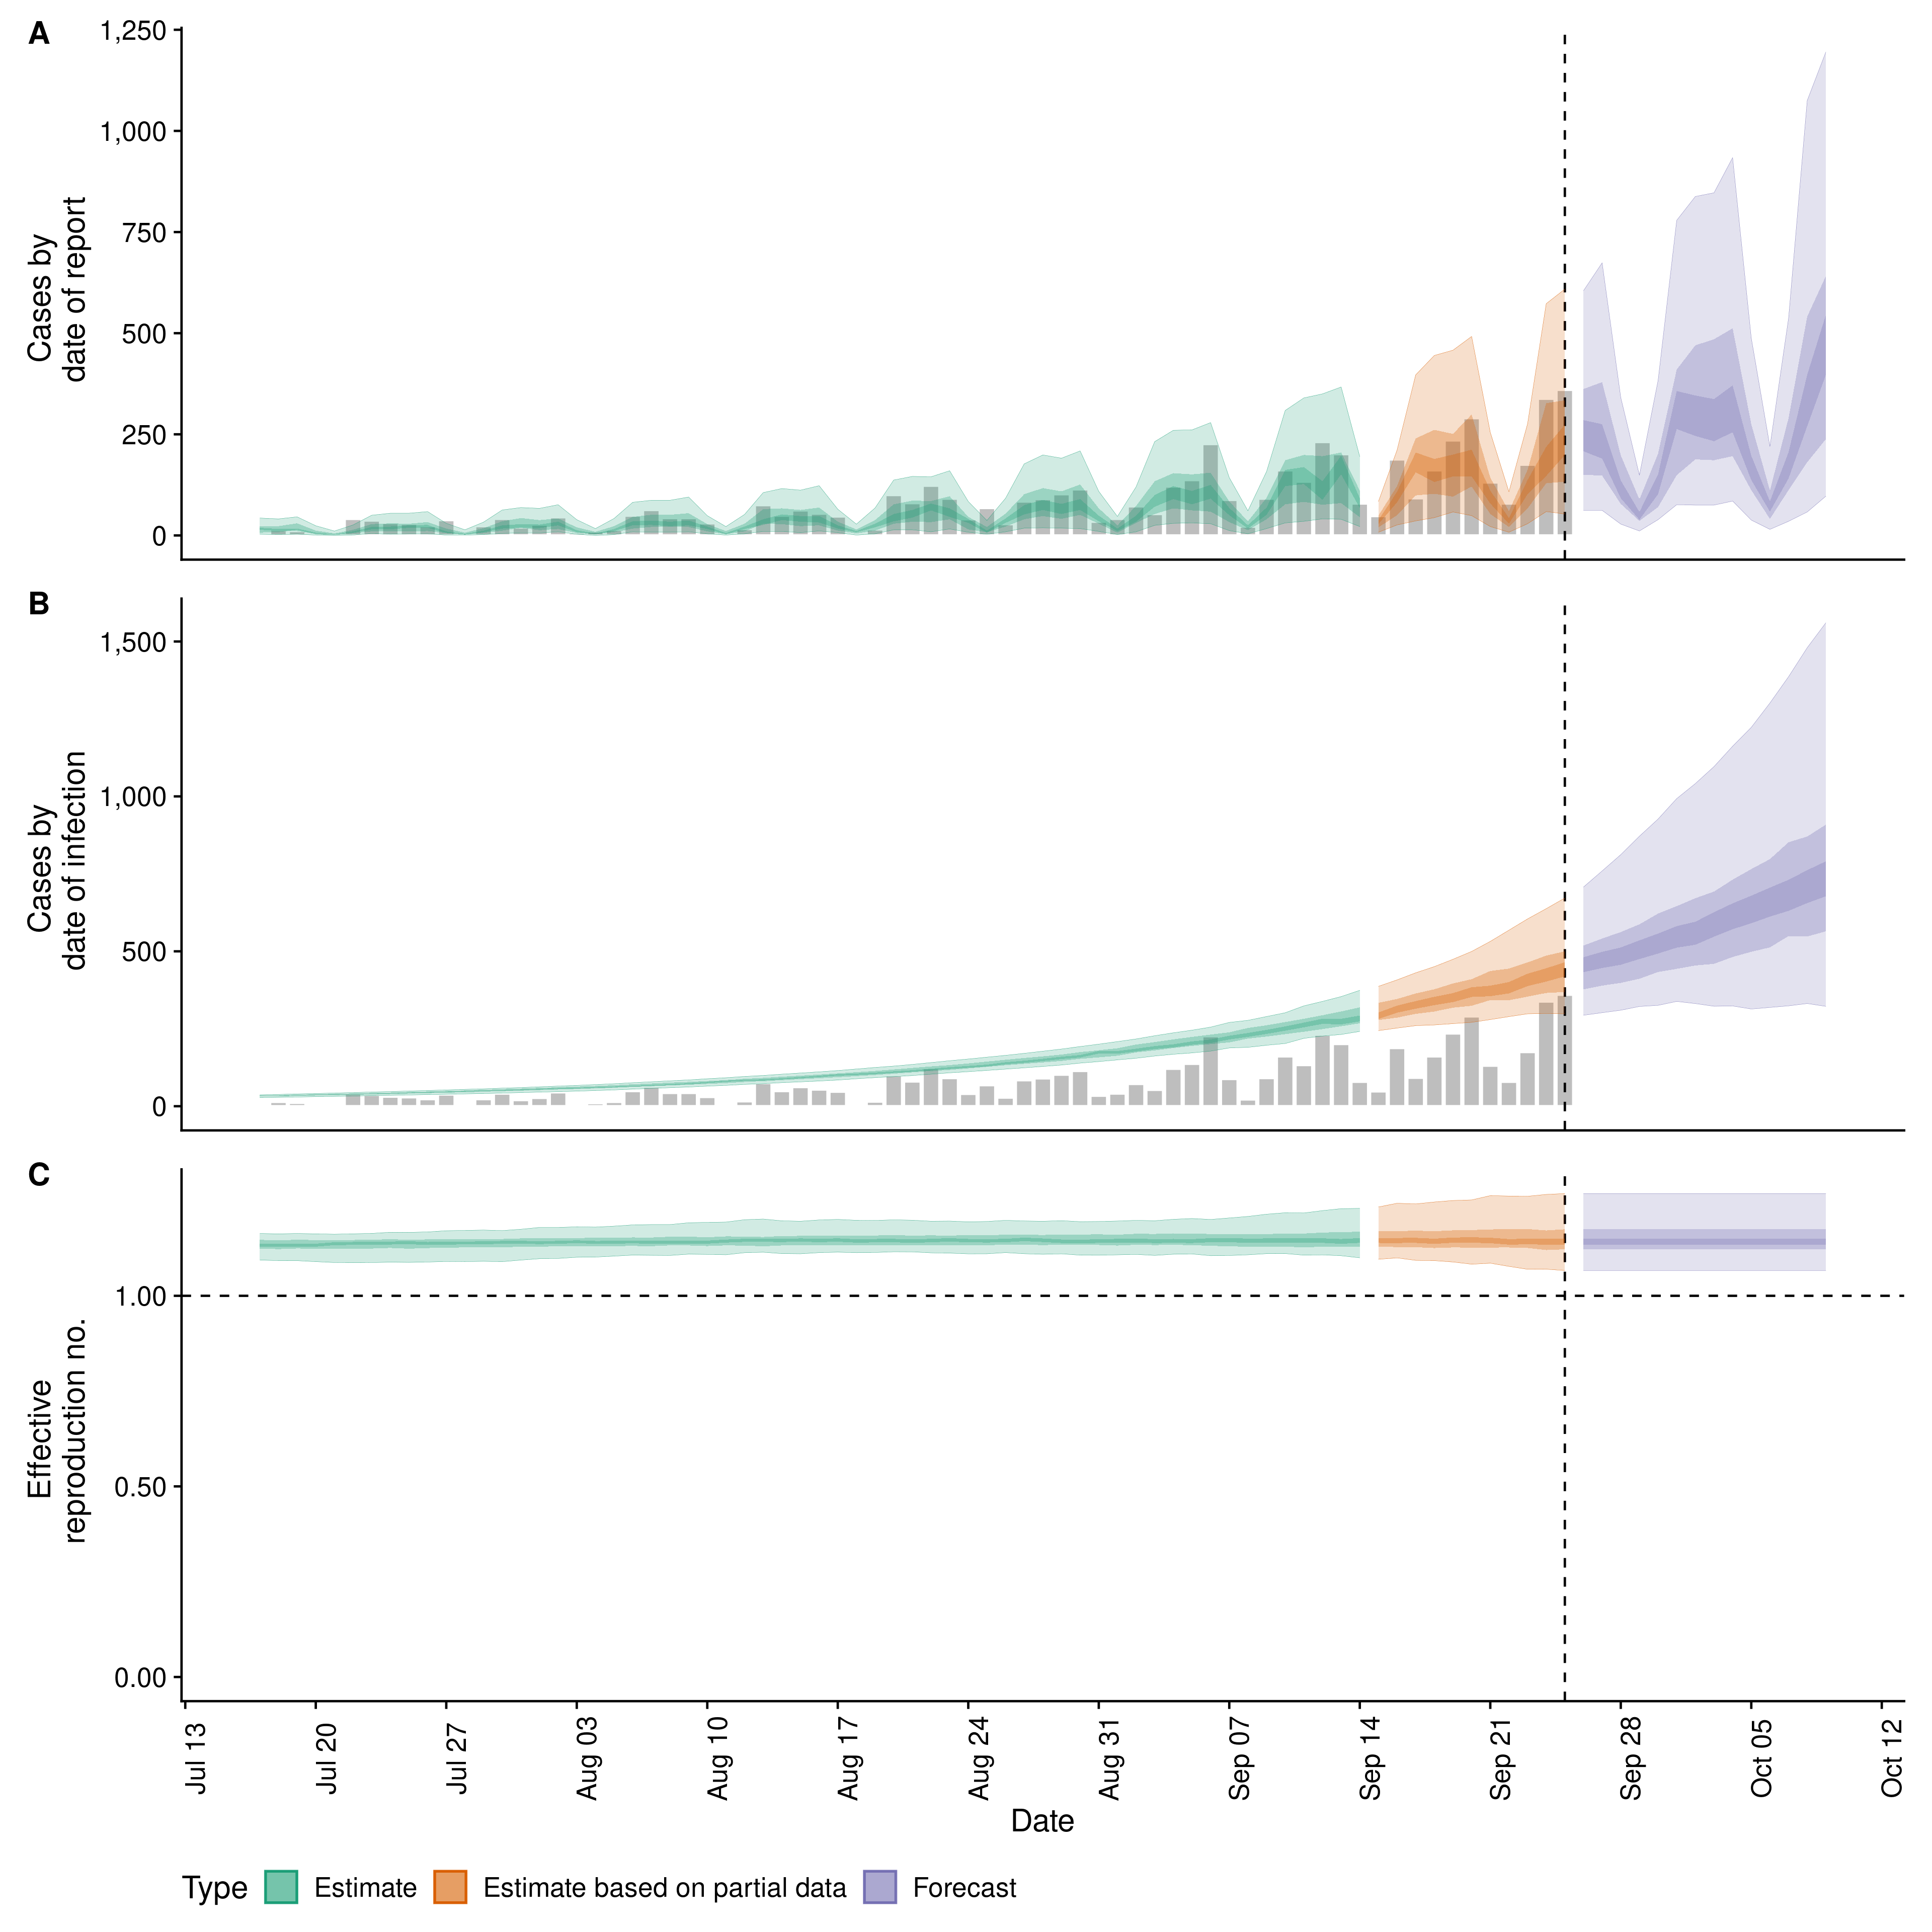 A
1,250
1,000
750
500
250
0
Cases by
date of report
B
1,500
1,000
500
0
Cases by
date of infection
C
1.00
0.50
0.00
Effective
reproduction no.
Jul 13
Jul 20
Jul 27
Aug 03
Aug 10
Aug 17
Aug 24
Aug 31
Sep 07
Sep 14
Sep 21
Sep 28
Oct 05
Oct 12
Date
Type Estimate Estimate based on partial data Forecast